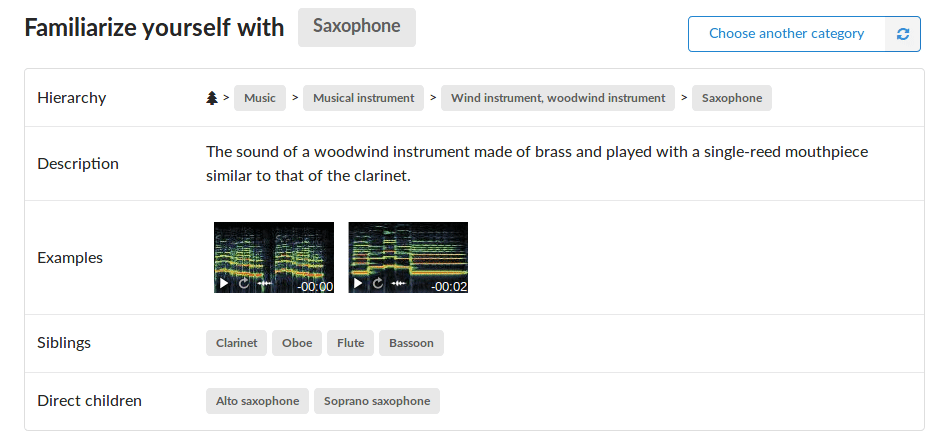 Familiarize yourself with Saxophone
Choose another category
Hierarchy > Music > Musical instrument > Wind instrument, woodwind instrument > Saxophone
Description
The sound of a woodwind instrument made of brass and played with a single-reed mouthpiece
similar to that of the clarinet.
Examples
-00:00 -00:02
Siblings Clarinet Oboe Flute Bassoon
Direct children Alto saxophone Soprano saxophone